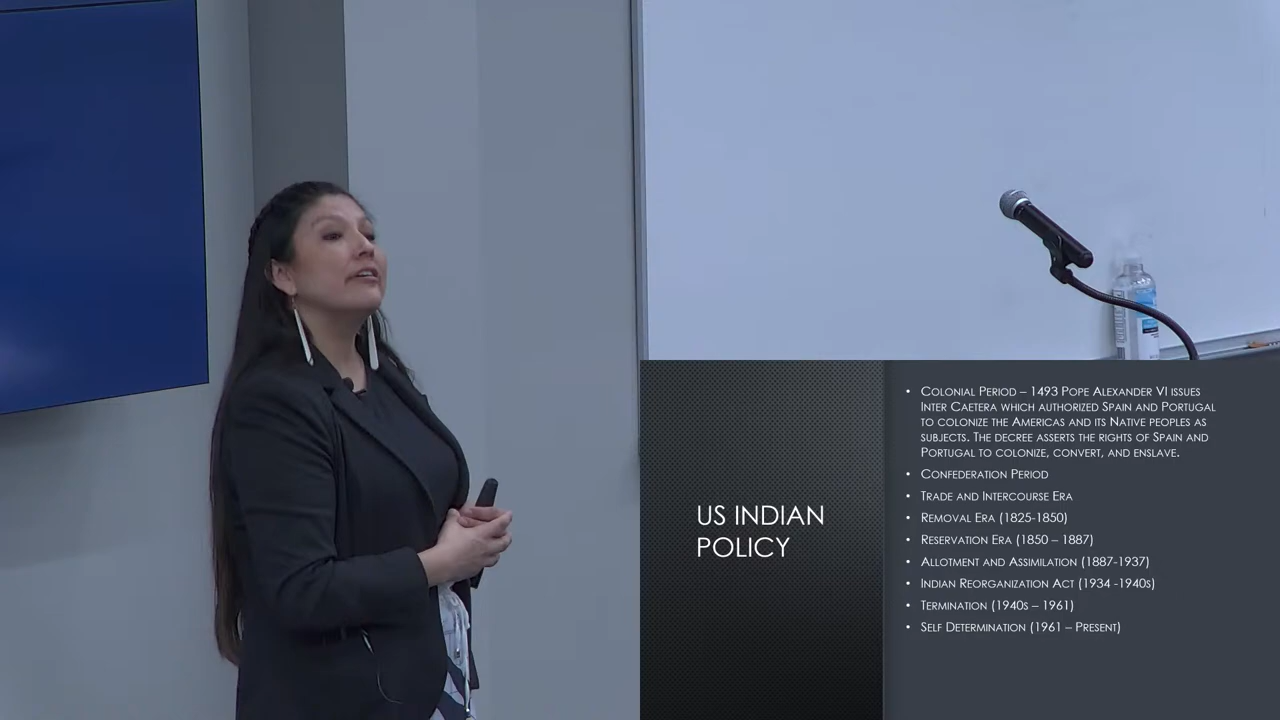 US INDIAN
POLICY
• COLONIAL PERIOD – 1493 POPE ALEXANDER VI ISSUES
INTER CAETERA WHICH AUTHORIZED SPAIN AND PORTUGAL
TO COLONIZE THE AMERICAS AND ITS NATIVE PEOPLES AS
SUBJECTS. THE DECREE ASSERTS THE RIGHTS OF SPAIN AND
PORTUGAL TO COLONIZE, CONVERT, AND ENSLAVE.
• CONFEDERATION PERIOD
• TRADE AND INTERCOURSE ERA
• REMOVAL ERA (1825-1850)
• RESERVATION ERA (1850 – 1887)
• ALLOTMENT AND ASSIMILATION (1887-1937)
• INDIAN REORGANIZATION ACT (1934 -1940S)
• TERMINATION (1940S – 1961)
• SELF DETERMINATION (1961 – PRESENT)